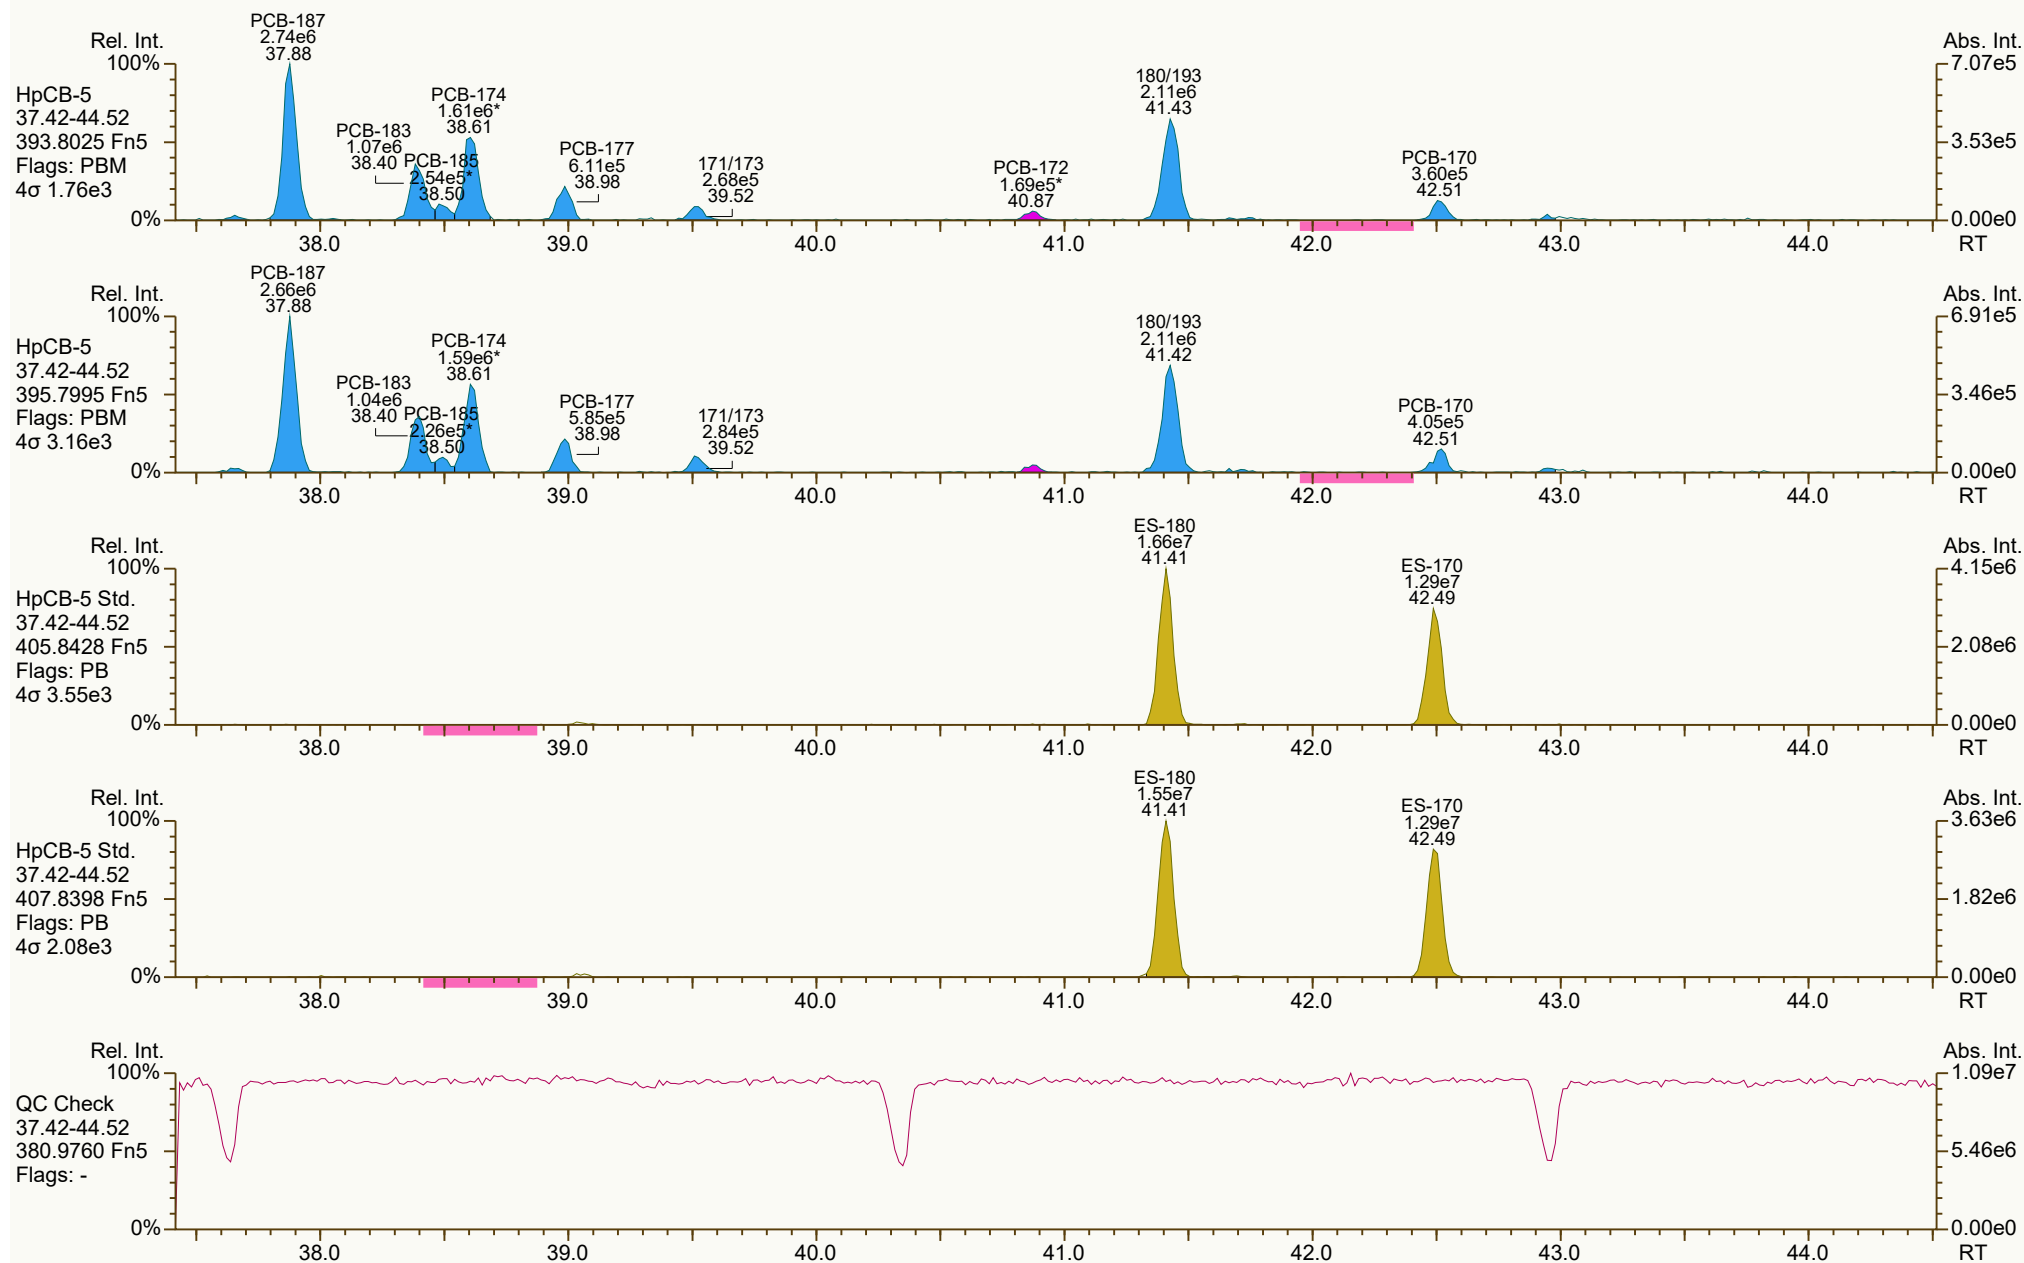 PCB-187
2.74e6
37.88
Rel. Int.
100%
0%
HpCB-5
37.42-44.52
393.8025 Fn5
Flags: PBM
4σ 1.76e3
PCB-183
1.07e6
38.40
PCB-185
2.54e5*
38.50
PCB-174
1.61e6*
38.61
PCB-177
6.11e5
38.98
171/173
2.68e5
39.52
PCB-172
1.69e5*
40.87
180/193
2.11e6
41.43
PCB-170
3.60e5
42.51
Abs. Int.
7.07e5
3.53e5
0.00e0
38.0 39.0 40.0 41.0 42.0 43.0 44.0 RT
PCB-187
2.66e6
37.88
Rel. Int.
100%
0%
HpCB-5
37.42-44.52
395.7995 Fn5
Flags: PBM
4σ 3.16e3
PCB-183
1.04e6
38.40
PCB-185
2.26e5*
38.50
PCB-174
1.59e6*
38.61
PCB-177
5.85e5
38.98
171/173
2.84e5
39.52
180/193
2.11e6
41.42
PCB-170
4.05e5
42.51
Abs. Int.
6.91e5
3.46e5
0.00e0
38.0 39.0 40.0 41.0 42.0 43.0 44.0 RT
Rel. Int.
100%
0%
HpCB-5 Std.
37.42-44.52
405.8428 Fn5
Flags: PB
4σ 3.55e3
ES-180
1.66e7
41.41
ES-170
1.29e7
42.49
Abs. Int.
4.15e6
2.08e6
0.00e0
38.0 39.0 40.0 41.0 42.0 43.0 44.0 RT
Rel. Int.
100%
0%
HpCB-5 Std.
37.42-44.52
407.8398 Fn5
Flags: PB
4σ 2.08e3
ES-180
1.55e7
41.41
ES-170
1.29e7
42.49
Abs. Int.
3.63e6
1.82e6
0.00e0
38.0 39.0 40.0 41.0 42.0 43.0 44.0 RT
Rel. Int.
100%
0%
QC Check
37.42-44.52
380.9760 Fn5
Flags: -
Abs. Int.
1.09e7
5.46e6
0.00e0
38.0 39.0 40.0 41.0 42.0 43.0 44.0 RT